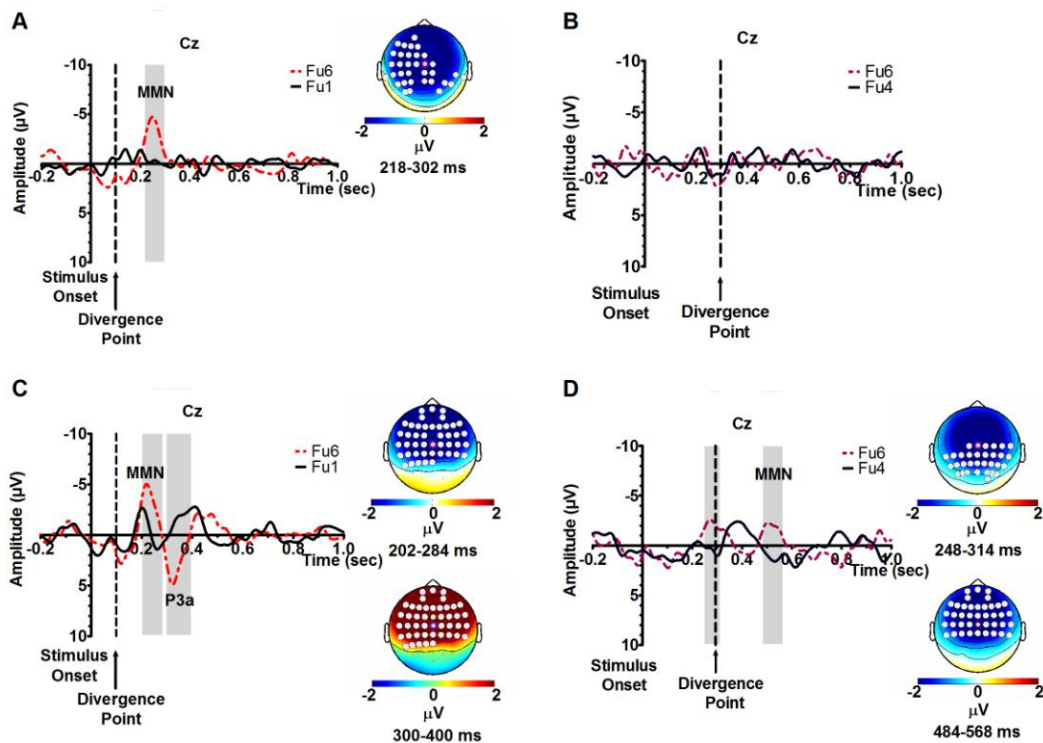 A
Cz
Fu6
Fu1
MMN
-10
-5
5
10
Amplitude (µV)
-0.2
0.2
0.4
0.6
0.8
1.0
Time (sec)
Stimulus
Onset
Divergence
Point
-2
0
2
µV
218-302 ms
B
Cz
Fu6
Fu4
-10
-5
5
10
Amplitude (µV)
-0.2
0.2
0.4
0.6
0.8
1.0
Time (sec)
Stimulus
Onset
Divergence
Point
C
Cz
Fu6
Fu1
MMN
P3a
-10
-5
5
10
Amplitude (µV)
-0.2
0.2
0.4
0.6
0.8
1.0
Time (sec)
Stimulus
Onset
Divergence
Point
-2
0
2
µV
202-284 ms
-2
0
2
µV
300-400 ms
D
Cz
Fu6
Fu4
MMN
-10
-5
5
10
Amplitude (µV)
-0.2
0.2
0.4
0.6
0.8
1.0
Time (sec)
Stimulus
Onset
Divergence
Point
-2
0
2
µV
248-314 ms
-2
0
2
µV
484-568 ms